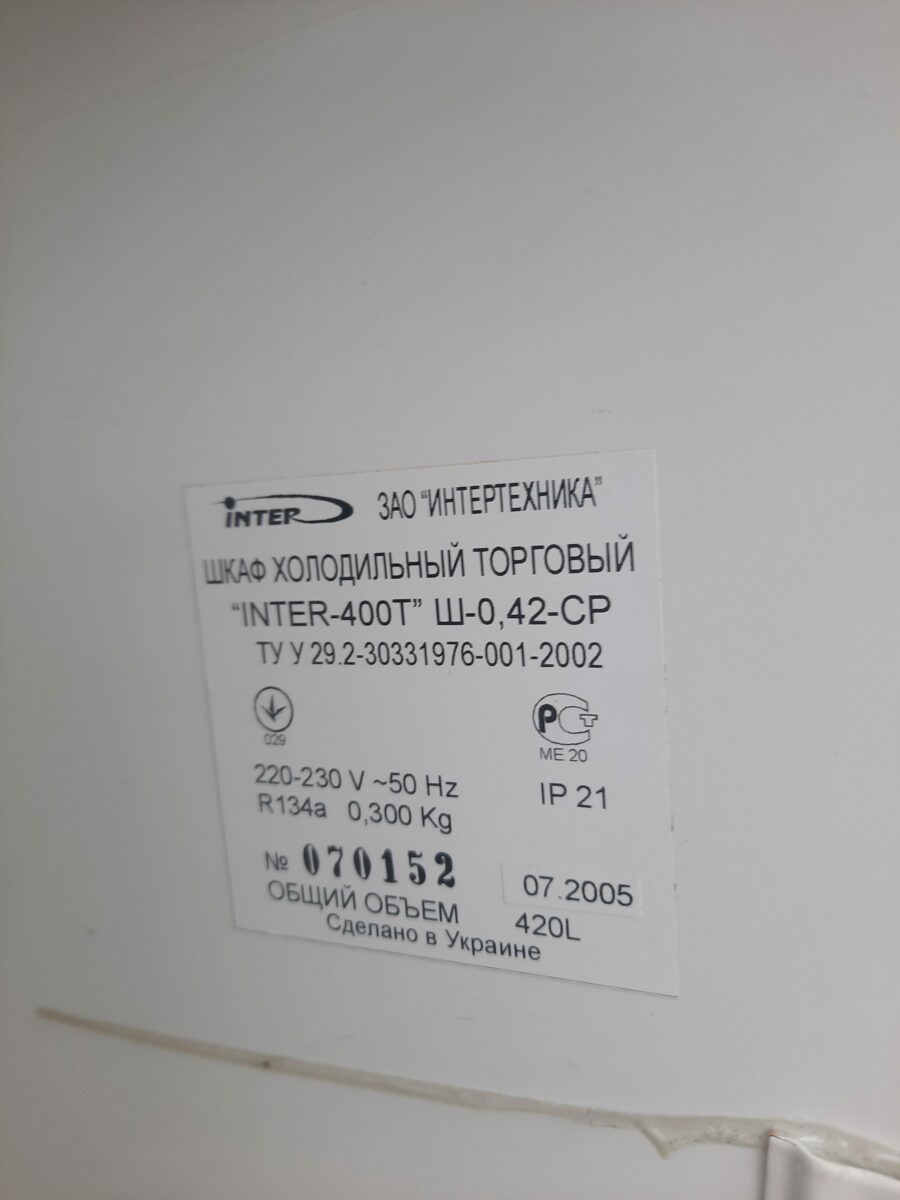 INTER ЗАО "ИНТЕРТЕХНИКА"
ШКАФ ХОЛОДИЛЬНЫЙ ТОРГОВЫЙ
"INTER-400T" Ш-0,42-СР
ТУ У 29.2-30331976-001-2002
029
РСТ
ME 20
220-230 V ~50 Hz
IP 21
R134a 0,300 Kg
№ 070152
07.2005
ОБЩИЙ ОБЪЕМ 420L
Сделано в Украине